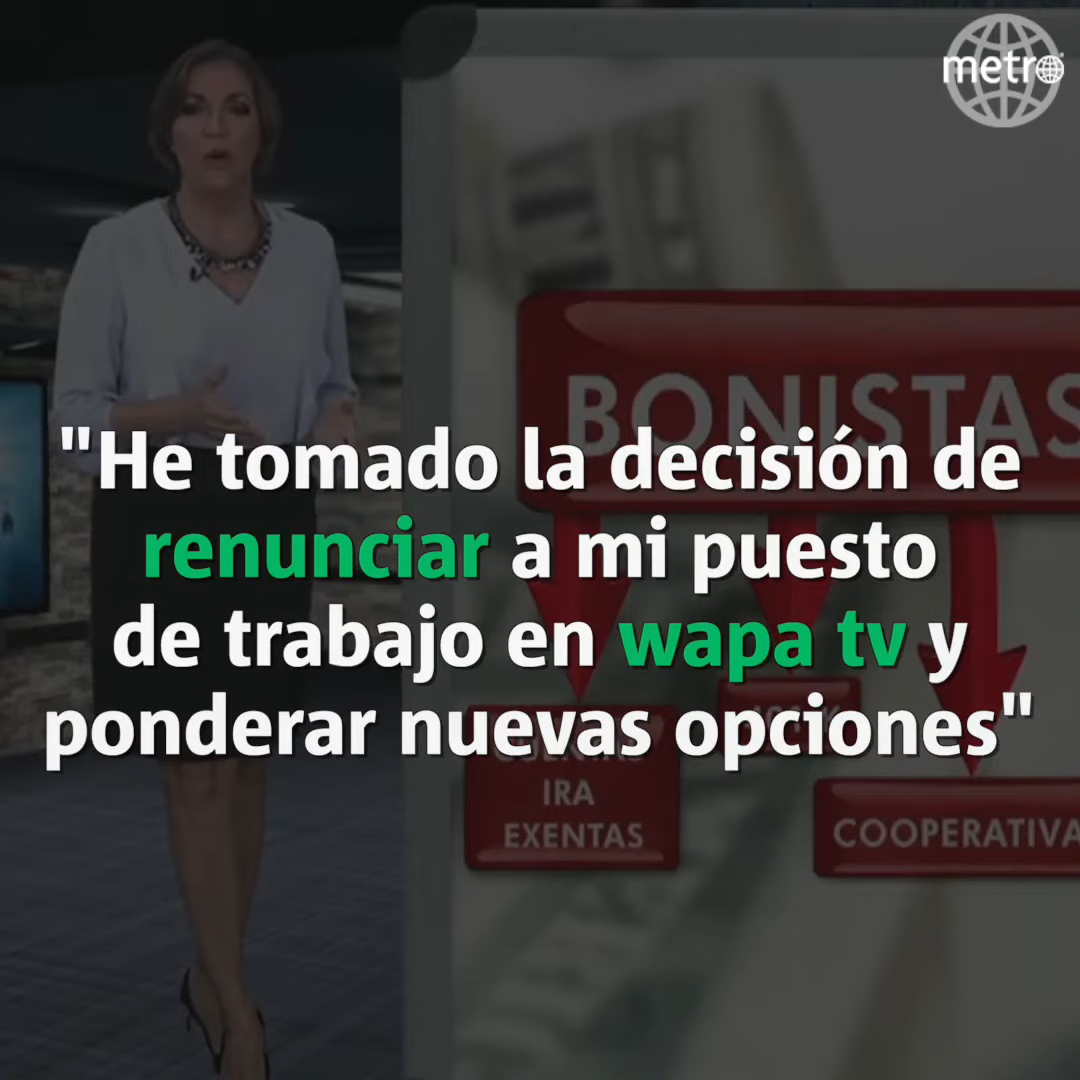 metro
BONISTAS
"He tomado la decisión de
renunciar a mi puesto
de trabajo en wapa tv y
ponderar nuevas opciones"
IRA
EXENTAS
COOPERATIVA